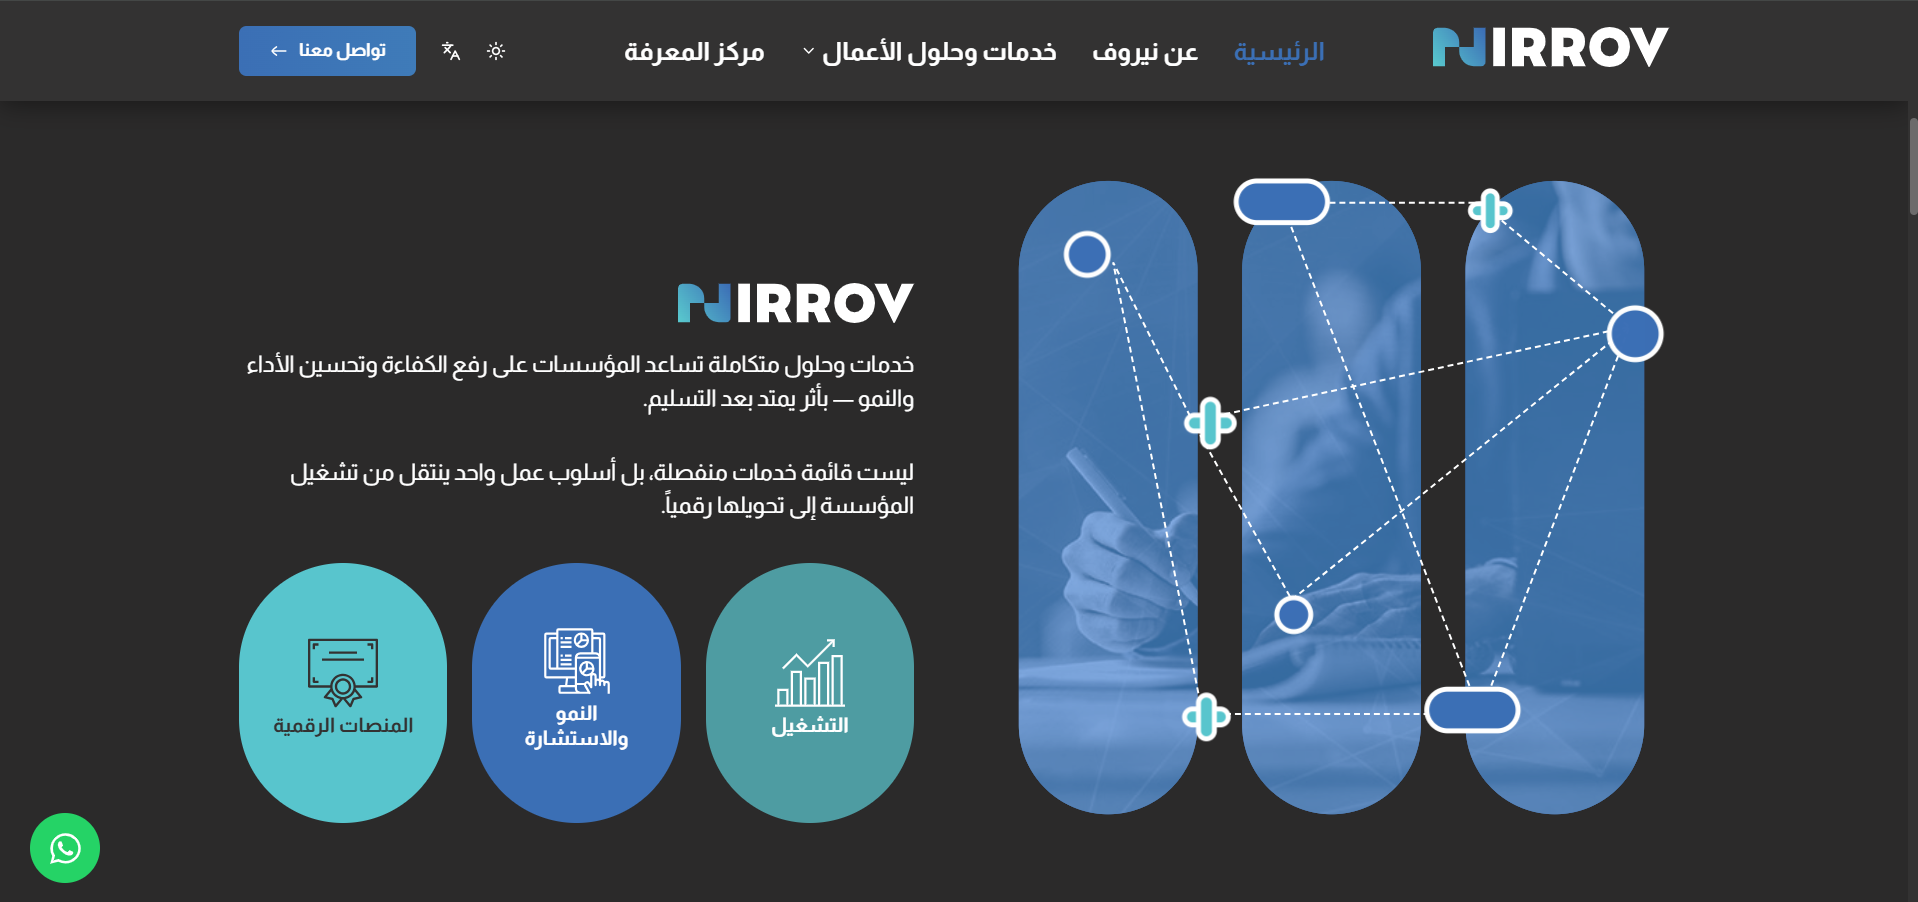 NIRROV
الرئيسية
عن نيروف
خدمات وحلول الأعمال
مركز المعرفة
تواصل معنا
NIRROV
خدمات وحلول متكاملة تساعد المؤسسات على رفع الكفاءة وتحسين الأداء
والنمو — بأثر يمتد بعد التسليم.
ليست قائمة خدمات منفصلة، بل أسلوب عمل واحد ينتقل من تشغيل
المؤسسة إلى تحويلها رقمياً.
التشغيل
النمو
والاستشارة
المنصات الرقمية